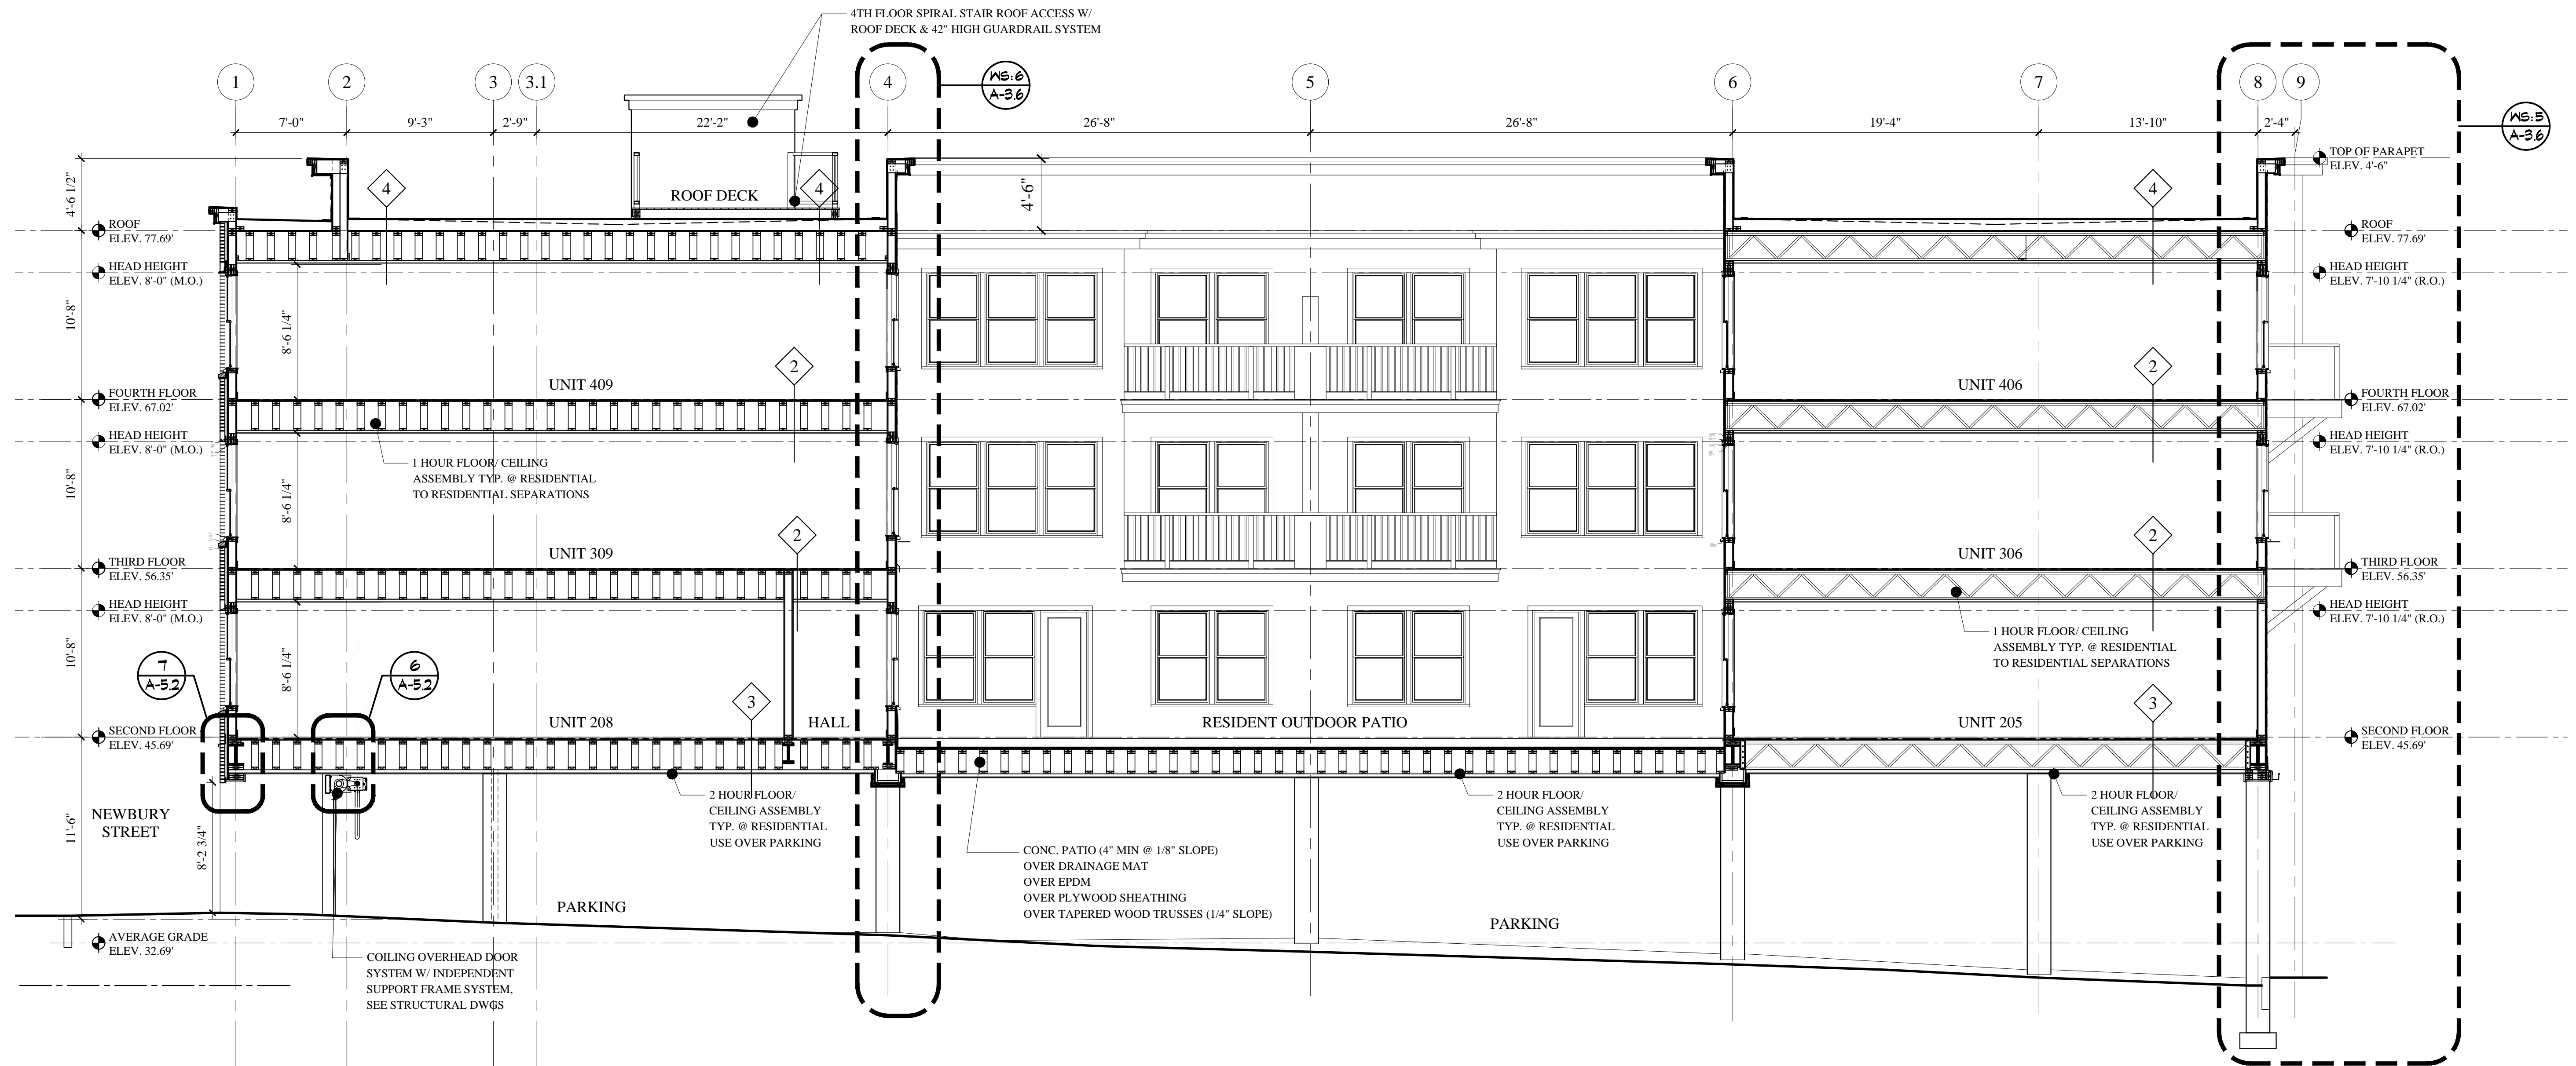 4TH FLOOR SPIRAL STAIR ROOF ACCESS W/
ROOF DECK & 42" HIGH GUARDRAIL SYSTEM
1
2
3
3.1
4
5
6
7
8
9
WS:6
A-3.6
WS:5
A-3.6
7'-0"
9'-3"
2'-9"
22'-2"
26'-8"
26'-8"
19'-4"
13'-10"
2'-4"
TOP OF PARAPET
ELEV. 4'-6"
4'-6 1/2"
4
ROOF DECK
4
4'-6"
4
ROOF
ELEV. 77.69'
ROOF
ELEV. 77.69'
HEAD HEIGHT
ELEV. 8'-0" (M.O.)
HEAD HEIGHT
ELEV. 7'-10 1/4" (R.O.)
10'-8"
8'-6 1/4"
2
2
UNIT 409
UNIT 406
FOURTH FLOOR
ELEV. 67.02'
FOURTH FLOOR
ELEV. 67.02'
HEAD HEIGHT
ELEV. 8'-0" (M.O.)
HEAD HEIGHT
ELEV. 7'-10 1/4" (R.O.)
1 HOUR FLOOR/ CEILING
ASSEMBLY TYP. @ RESIDENTIAL
TO RESIDENTIAL SEPARATIONS
10'-8"
8'-6 1/4"
2
2
UNIT 309
UNIT 306
THIRD FLOOR
ELEV. 56.35'
THIRD FLOOR
ELEV. 56.35'
HEAD HEIGHT
ELEV. 8'-0" (M.O.)
HEAD HEIGHT
ELEV. 7'-10 1/4" (R.O.)
1 HOUR FLOOR/ CEILING
ASSEMBLY TYP. @ RESIDENTIAL
TO RESIDENTIAL SEPARATIONS
10'-8"
8'-6 1/4"
7
A-5.2
6
A-5.2
3
3
UNIT 208
HALL
RESIDENT OUTDOOR PATIO
UNIT 205
SECOND FLOOR
ELEV. 45.69'
SECOND FLOOR
ELEV. 45.69'
NEWBURY
STREET
11'-6"
8'-2 3/4"
2 HOUR FLOOR/
CEILING ASSEMBLY
TYP. @ RESIDENTIAL
USE OVER PARKING
2 HOUR FLOOR/
CEILING ASSEMBLY
TYP. @ RESIDENTIAL
USE OVER PARKING
2 HOUR FLOOR/
CEILING ASSEMBLY
TYP. @ RESIDENTIAL
USE OVER PARKING
CONC. PATIO (4" MIN @ 1/8" SLOPE)
OVER DRAINAGE MAT
OVER EPDM
OVER PLYWOOD SHEATHING
OVER TAPERED WOOD TRUSSES (1/4" SLOPE)
PARKING
PARKING
AVERAGE GRADE
ELEV. 32.69'
COILING OVERHEAD DOOR
SYSTEM W/ INDEPENDENT
SUPPORT FRAME SYSTEM,
SEE STRUCTURAL DWGS